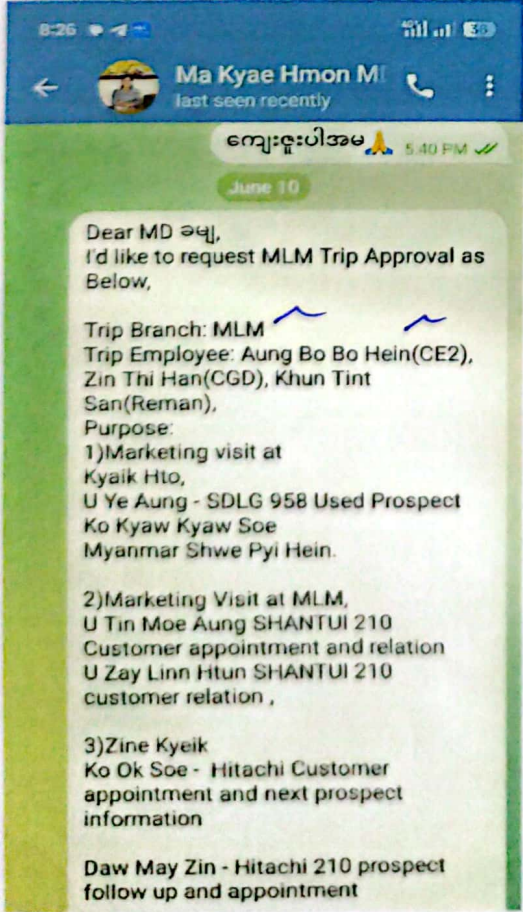 8:26
Ma Kyae Hmon M
last seen recently
ကျေးဇူးပါအမ🙏 5:40 PM
June 10
Dear MD ခမျ,
I'd like to request MLM Trip Approval as
Below,
Trip Branch: MLM
Trip Employee: Aung Bo Bo Hein(CE2),
Zin Thi Han(CGD), Khun Tint
San(Reman),
Purpose:
1)Marketing visit at
Kyaik Hto,
U Ye Aung - SDLG 958 Used Prospect
Ko Kyaw Kyaw Soe
Myanmar Shwe Pyi Hein.
2)Marketing Visit at MLM,
U Tin Moe Aung SHANTUI 210
Customer appointment and relation
U Zay Linn Htun SHANTUI 210
customer relation ,
3)Zine Kyeik
Ko Ok Soe - Hitachi Customer
appointment and next prospect
information
Daw May Zin - Hitachi 210 prospect
follow up and appointment